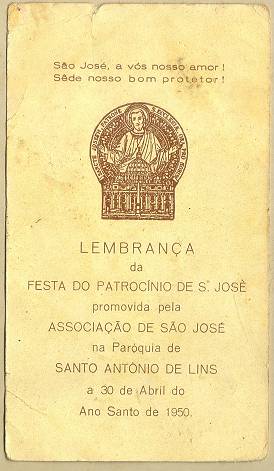 São José, a vós nosso amor!
Sêde nosso bom protetor!
LEMBRANÇA
da
FESTA DO PATROCÍNIO DE S. JOSÉ
promovida pela
ASSOCIAÇÃO DE SÃO JOSÉ
na Paróquia de
SANTO ANTÔNIO DE LINS
a 30 de Abril do
Ano Santo de 1950.